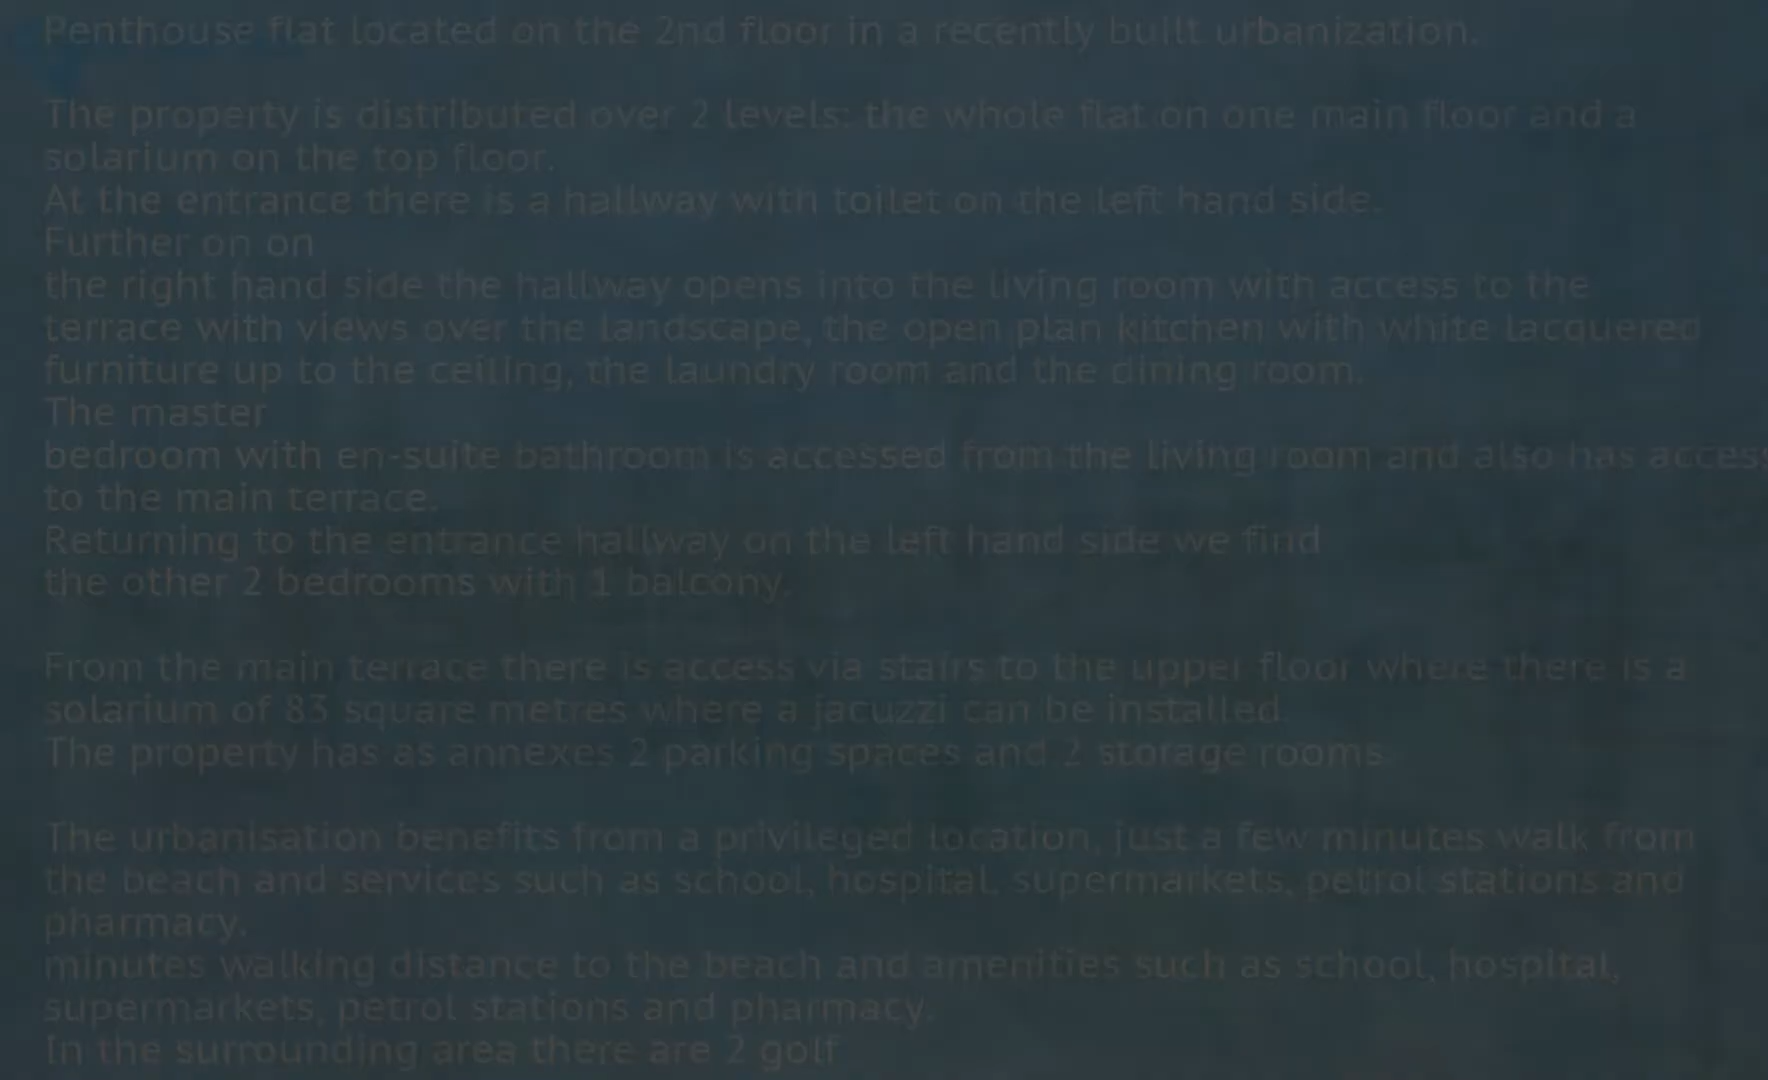 Penthouse flat located on the 2nd floor in a recently built urbanization.
The property is distributed over 2 levels: the whole flat on one main floor and a
solarium on the top floor.
At the entrance there is a hallway with toilet on the left hand side.
Further on on
the right hand side the hallway opens into the living room with access to the
terrace with views over the landscape, the open plan kitchen with white lacquered
furniture up to the ceiling, the laundry room and the dining room.
The master
bedroom with en-suite bathroom is accessed from the living room and also has access
to the main terrace.
Returning to the entrance hallway on the left hand side we find
the other 2 bedrooms with 1 balcony.
From the main terrace there is access via stairs to the upper floor where there is a
solarium of 83 square metres where a jacuzzi can be installed.
The property has as annexes 2 parking spaces and 2 storage rooms.
The urbanisation benefits from a privileged location, just a few minutes walk from
the beach and services such as school, hospital, supermarkets, petrol stations and
pharmacy.
minutes walking distance to the beach and amenities such as school, hospital,
supermarkets, petrol stations and pharmacy.
In the surrounding area there are 2 golf